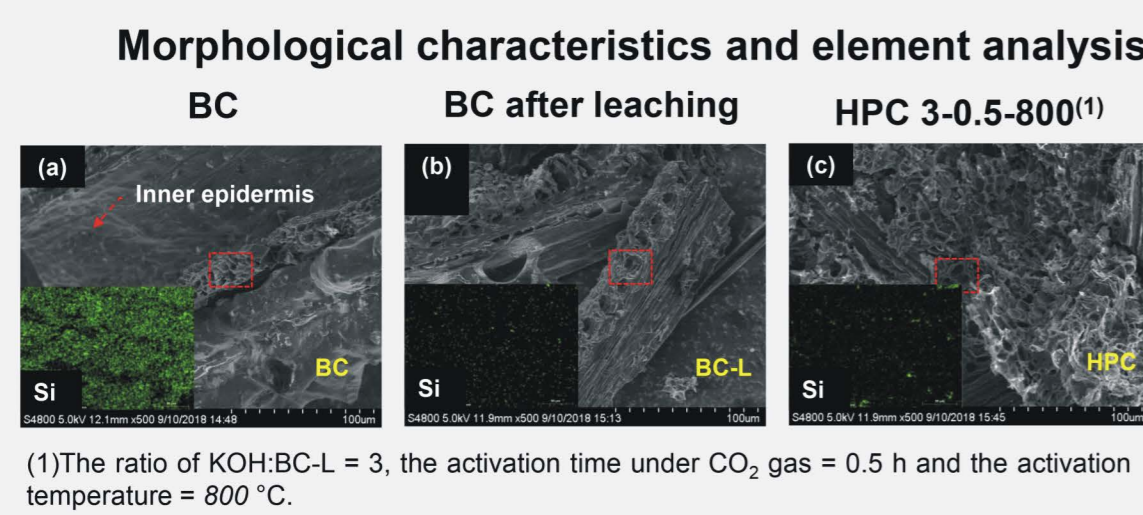 Morphological characteristics and element analysis
BC
BC after leaching
HPC 3-0.5-800(1)
(a)
Inner epidermis
BC
Si
S4800 5.0kV 12.1mm x500 9/10/2018 14:48
100um
(b)
BC-L
Si
S4800 5.0kV 11.9mm x500 9/10/2018 15:13
100um
(c)
HPC
Si
S4800 5.0kV 11.9mm x500 9/10/2018 15:45
100um
(1)The ratio of KOH:BC-L = 3, the activation time under CO2 gas = 0.5 h and the activation
temperature = 800 °C.